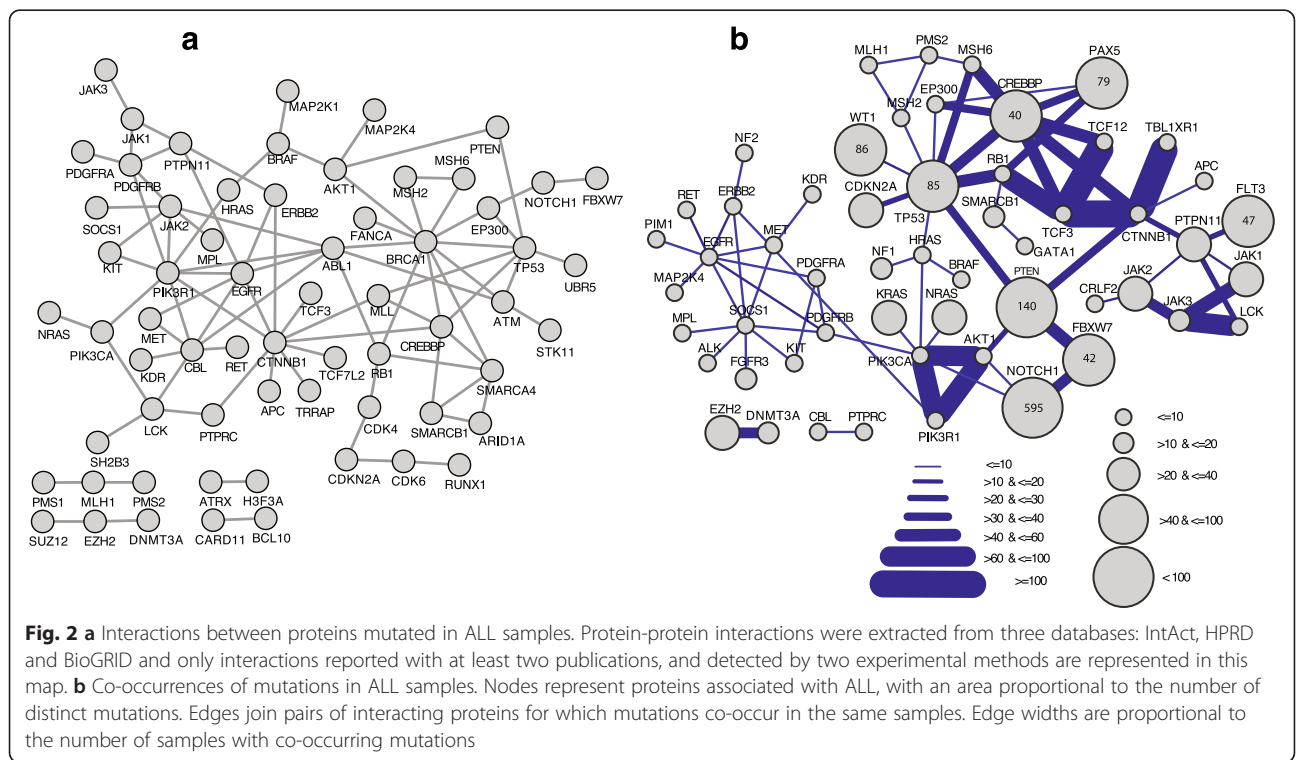 a
JAK3
MAP2K1
JAK1
MAP2K4
PTEN
PTPN11
BRAF
PDGFRA
PDGFRB
AKT1
MSH6
MSH2
HRAS
ERBB2
NOTCH1
FBXW7
SOCS1
JAK2
FANCA
EP300
KIT
MPL
ABL1
BRCA1
TP53
UBR5
PIK3R1
EGFR
TCF3
MLL
ATM
NRAS
MET
CREBBP
STK11
PIK3CA
KDR
CBL
RET
CTNNB1
TCF7L2
RB1
SMARCA4
APC
TRRAP
LCK
PTPRC
CDK4
SMARCB1
ARID1A
SH2B3
CDKN2A
CDK6
RUNX1
PMS1
MLH1
PMS2
ATRX
H3F3A
SUZ12
EZH2
DNMT3A
CARD11
BCL10
b
MLH1
PMS2
MSH6
PAX5
79
CREBBP
40
EP300
MSH2
WT1
86
TCF12
TBL1XR1
NF2
RB1
APC
CDKN2A
85
TP53
SMARCB1
FLT3
47
RET
ERBB2
KDR
TCF3
CTNNB1
PTPN11
PIM1
EGFR
MET
HRAS
GATA1
JAK1
NF1
BRAF
PTEN
140
JAK2
MAP2K4
PDGFRA
CRLF2
JAK3
LCK
KRAS
NRAS
SOCS1
PDGFRB
FBXW7
42
MPL
AKT1
ALK
FGFR3
KIT
PIK3CA
NOTCH1
595
EZH2
DNMT3A
CBL
PTPRC
PIK3R1
<=10
>10 & <=20
>20 & <=30
>30 & <=40
>40 & <=60
>60 & <=100
>=100
<=10
>10 & <=20
>20 & <=40
>40 & <=100
< 100
Fig. 2 a Interactions between proteins mutated in ALL samples. Protein-protein interactions were extracted from three databases: IntAct, HPRD
and BioGRID and only interactions reported with at least two publications, and detected by two experimental methods are represented in this
map. b Co-occurrences of mutations in ALL samples. Nodes represent proteins associated with ALL, with an area proportional to the number of
distinct mutations. Edges join pairs of interacting proteins for which mutations co-occur in the same samples. Edge widths are proportional to
the number of samples with co-occurring mutations